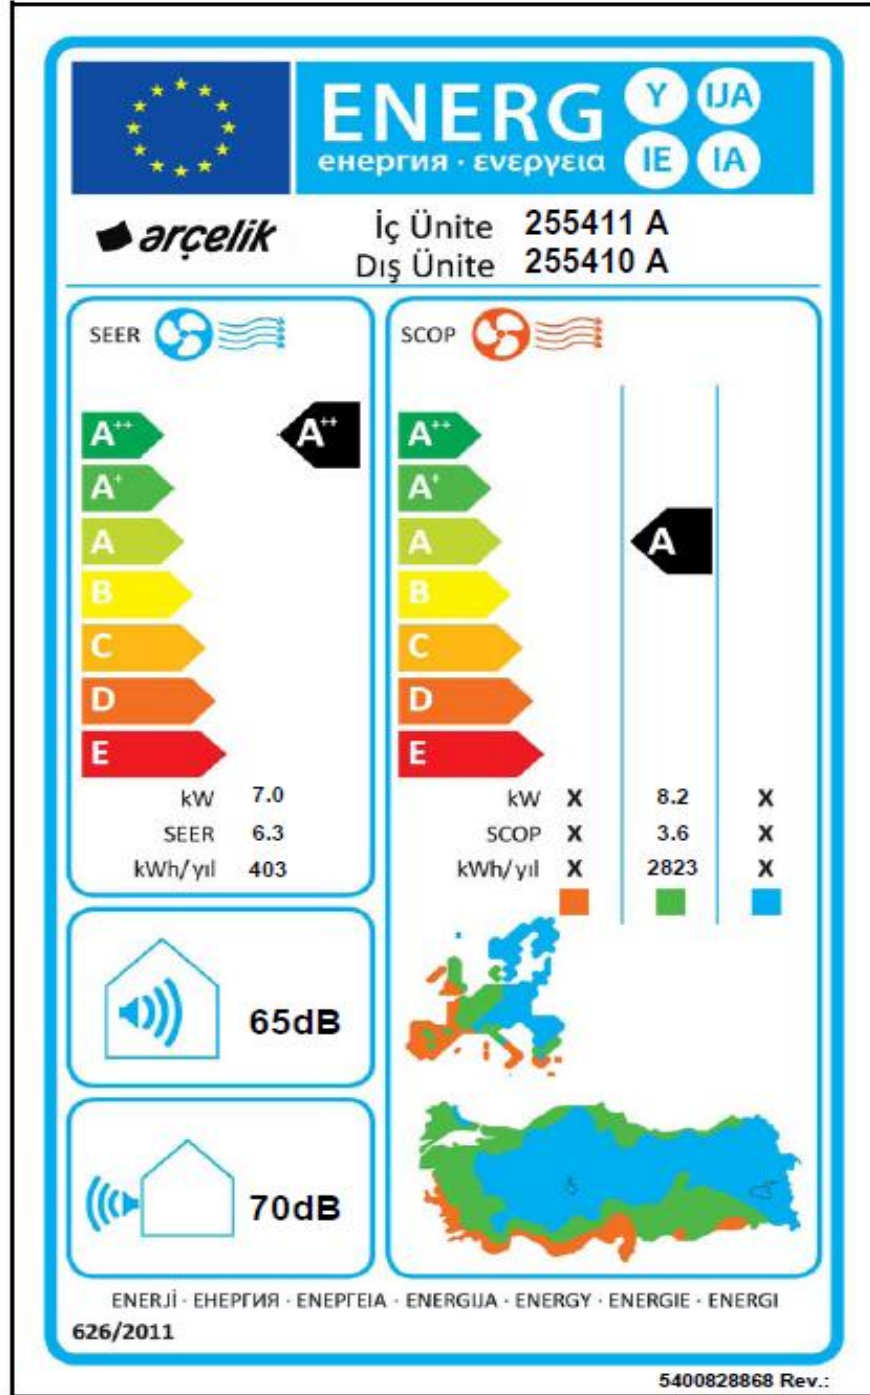 ENERG Y IJA
енергия · ενεργεια IE IA
arçelik
İç Ünite 255411 A
Dış Ünite 255410 A
SEER
A++ A++
A+
A
B
C
D
E
kW 7.0
SEER 6.3
kWh/yıl 403
SCOP
A++
A+
A A
B
C
D
E
kW X 8.2 X
SCOP X 3.6 X
kWh/yıl X 2823 X
65dB
70dB
ENERJİ · ЕНЕРГИЯ · ΕΝΕΡΓΕΙΑ · ENERGIJA · ENERGY · ENERGIE · ENERGI
626/2011
5400828868 Rev.: